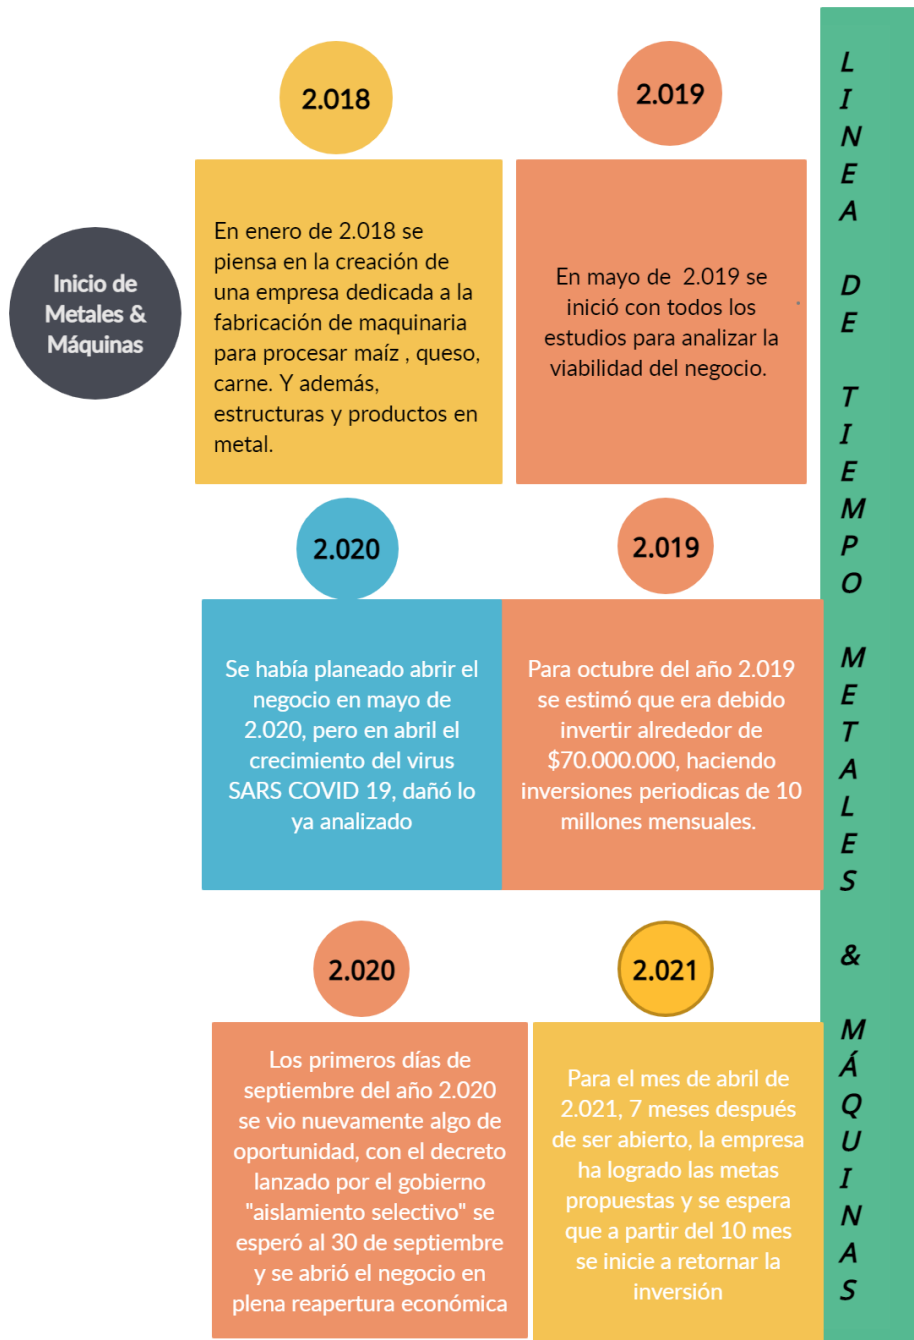 Inicio de
Metales &
Máquinas
2.018
En enero de 2.018 se
piensa en la creación de
una empresa dedicada a la
fabricación de maquinaria
para procesar maíz , queso,
carne. Y además,
estructuras y productos en
metal.
2.019
En mayo de  2.019 se
inició con todos los
estudios para analizar la
viabilidad del negocio.
2.020
Se había planeado abrir el
negocio en mayo de
2.020, pero en abril el
crecimiento del virus
SARS COVID 19, dañó lo
ya analizado
2.019
Para octubre del año 2.019
se estimó que era debido
invertir alrededor de
$70.000.000, haciendo
inversiones periodicas de 10
millones mensuales.
2.020
Los primeros días de
septiembre del año 2.020
se vio nuevamente algo de
oportunidad, con el decreto
lanzado por el gobierno
"aislamiento selectivo" se
esperó al 30 de septiembre
y se abrió el negocio en
plena reapertura económica
2.021
Para el mes de abril de
2.021, 7 meses después
de ser abierto, la empresa
ha logrado las metas
propuestas y se espera
que a partir del 10 mes
se inicie a retornar la
inversión
LINEA DE TIEMPO METALES & MÁQUINAS